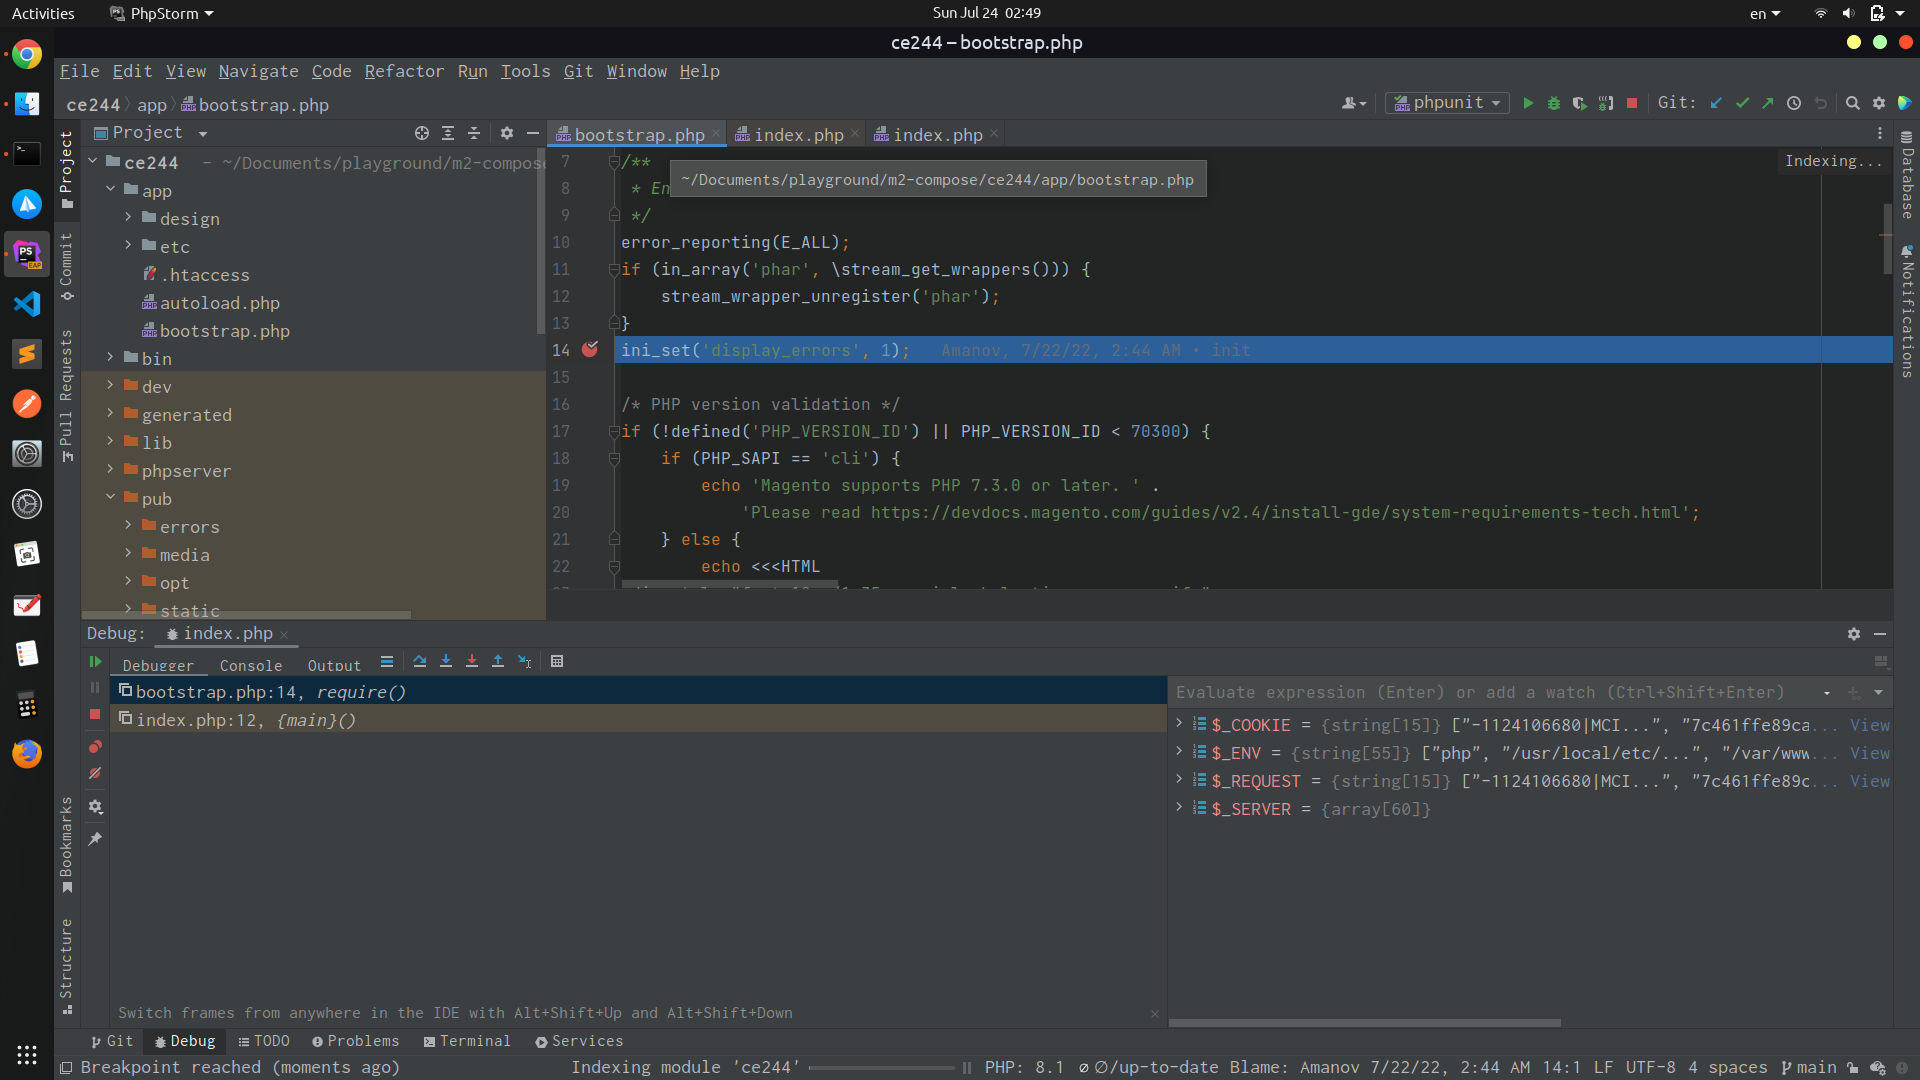 Activities PhpStorm Sun Jul 24 02:49 en
ce244 – bootstrap.php
File Edit View Navigate Code Refactor Run Tools Git Window Help
ce244 app bootstrap.php phpunit Git:
Project bootstrap.php index.php index.php
ce244 – ~/Documents/playground/m2-compose
app
design
etc
.htaccess
autoload.php
bootstrap.php
bin
dev
generated
lib
phpserver
pub
errors
media
opt
static
Project
Commit
Pull Requests
Bookmarks
Structure
Indexing...
~/Documents/playground/m2-compose/ce244/app/bootstrap.php
7 /**
8 * En
9 */
10 error_reporting(E_ALL);
11 if (in_array('phar', \stream_get_wrappers())) {
12 stream_wrapper_unregister('phar');
13 }
14 ini_set('display_errors', 1); Amanov, 7/22/22, 2:44 AM · init
15
16 /* PHP version validation */
17 if (!defined('PHP_VERSION_ID') || PHP_VERSION_ID < 70300) {
18 if (PHP_SAPI == 'cli') {
19 echo 'Magento supports PHP 7.3.0 or later. ' .
20 'Please read https://devdocs.magento.com/guides/v2.4/install-gde/system-requirements-tech.html';
21 } else {
22 echo <<<HTML
Database
Notifications
Debug: index.php
Debugger Console Output
bootstrap.php:14, require()
index.php:12, {main}()
Evaluate expression (Enter) or add a watch (Ctrl+Shift+Enter)
$_COOKIE = {string[15]} ["-1124106680|MCI...", "7c461ffe89ca... View
$_ENV = {string[55]} ["php", "/usr/local/etc/...", "/var/www... View
$_REQUEST = {string[15]} ["-1124106680|MCI...", "7c461ffe89c... View
$_SERVER = {array[60]}
Switch frames from anywhere in the IDE with Alt+Shift+Up and Alt+Shift+Down
Git Debug TODO Problems Terminal Services
Breakpoint reached (moments ago) Indexing module 'ce244' PHP: 8.1 ∅/up-to-date Blame: Amanov 7/22/22, 2:44 AM 14:1 LF UTF-8 4 spaces main